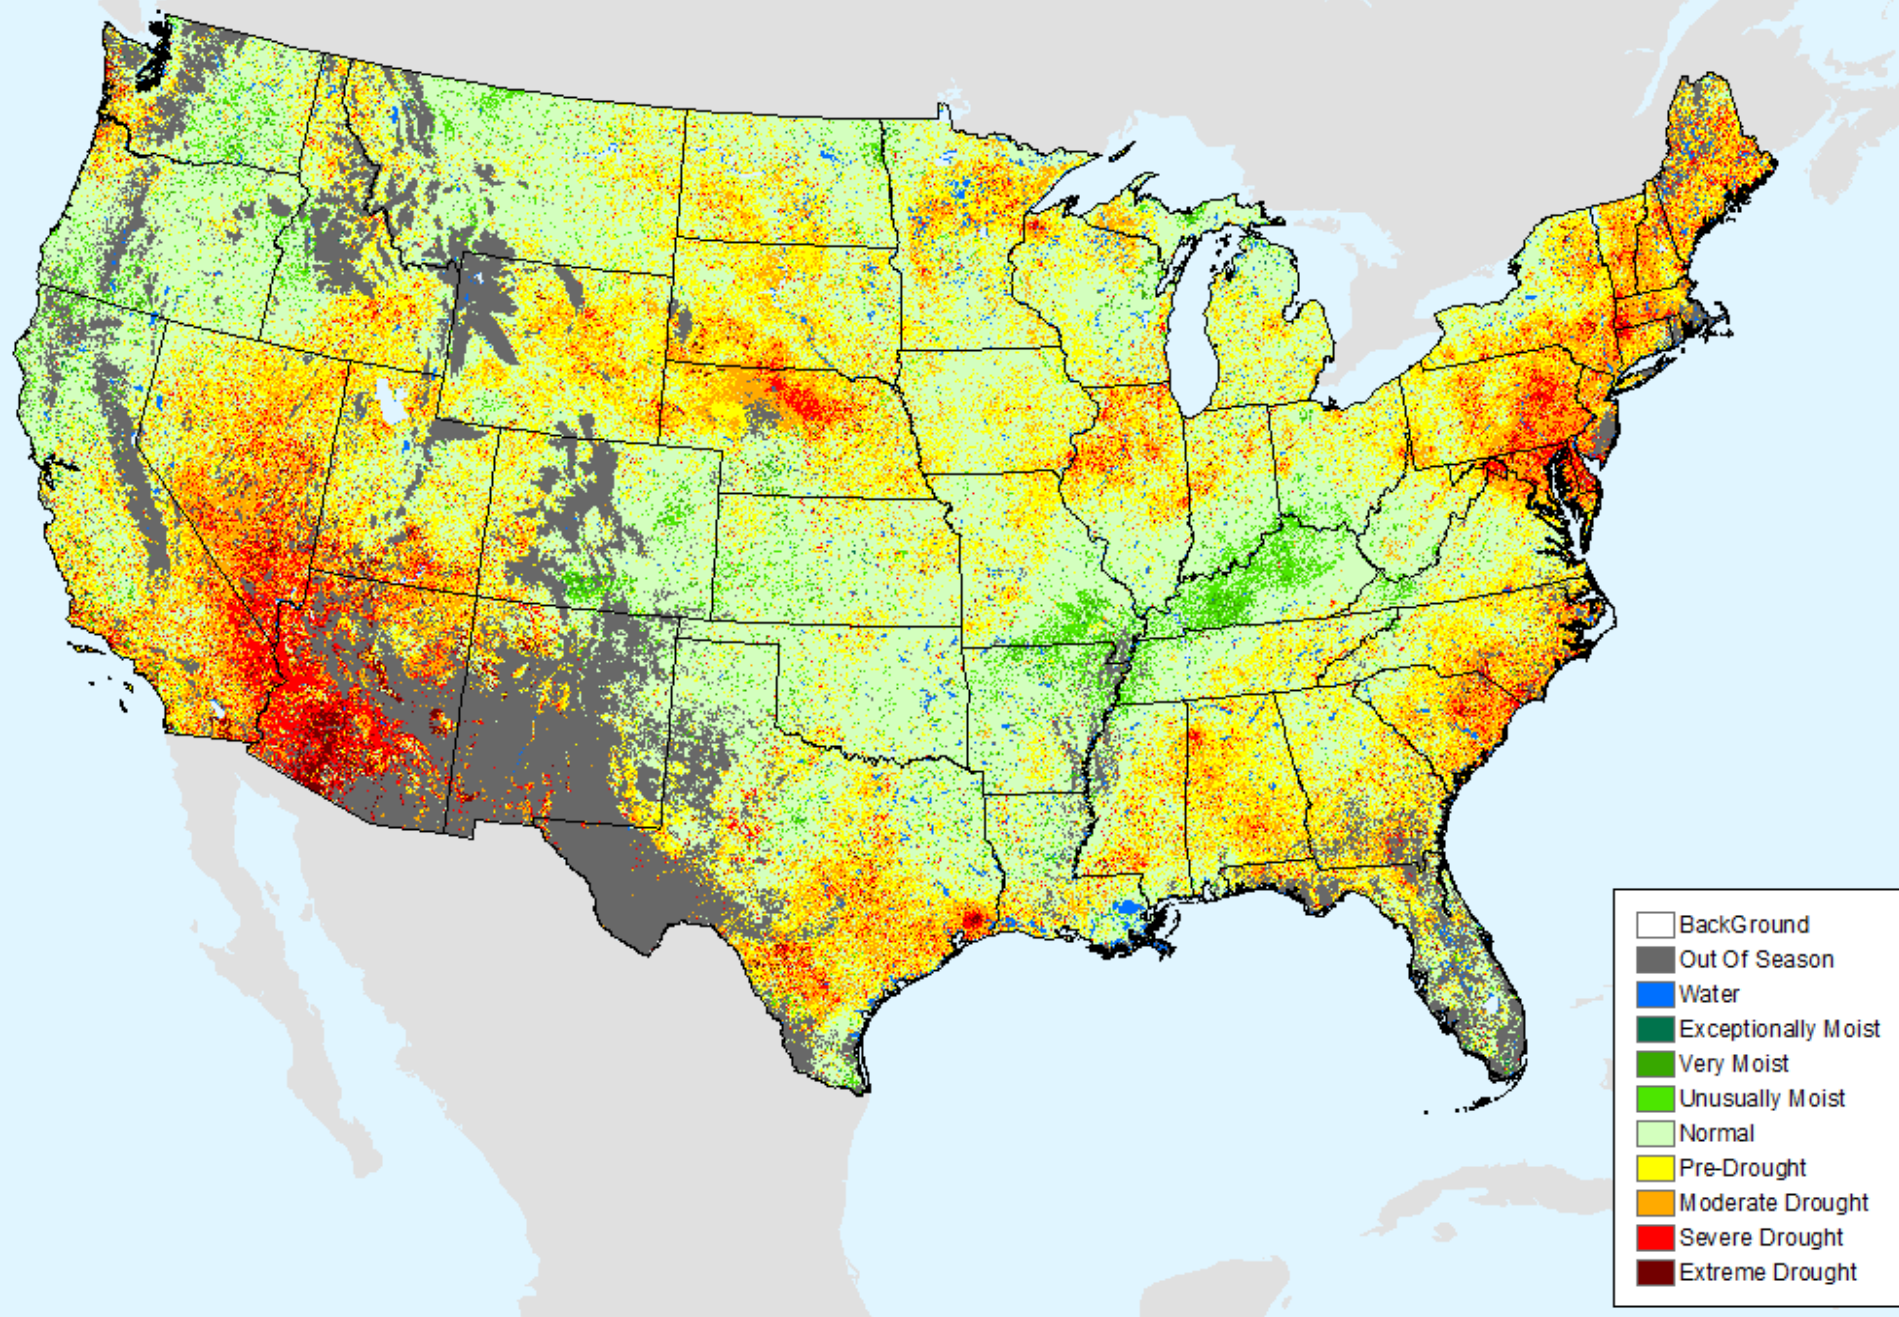 BackGround
Out Of Season
Water
Exceptionally Moist
Very Moist
Unusually Moist
Normal
Pre-Drought
Moderate Drought
Severe Drought
Extreme Drought